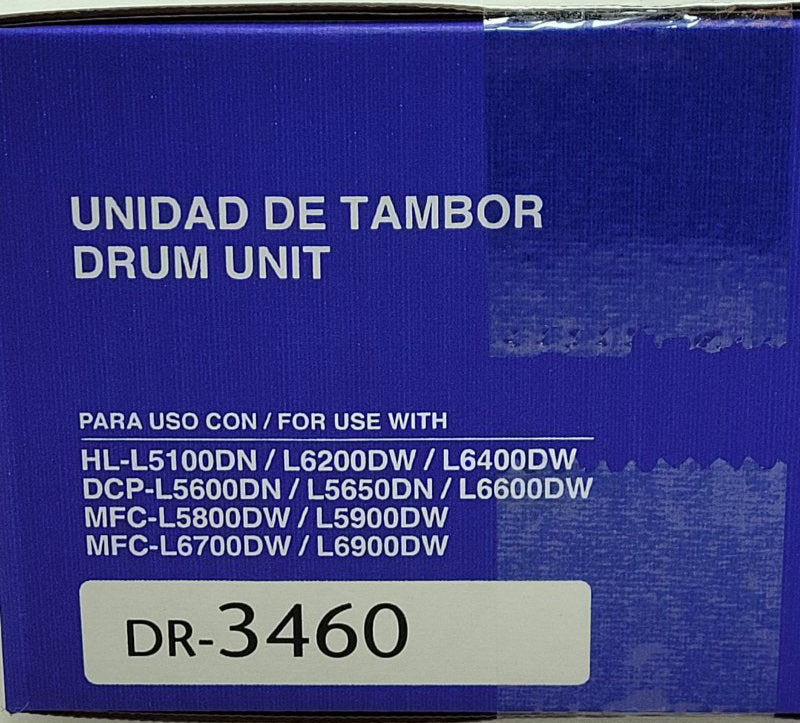 UNIDAD DE TAMBOR
DRUM UNIT
PARA USO CON / FOR USE WITH
HL-L5100DN / L6200DW / L6400DW
DCP-L5600DN / L5650DN / L6600DW
MFC-L5800DW / L5900DW
MFC-L6700DW / L6900DW
DR-3460